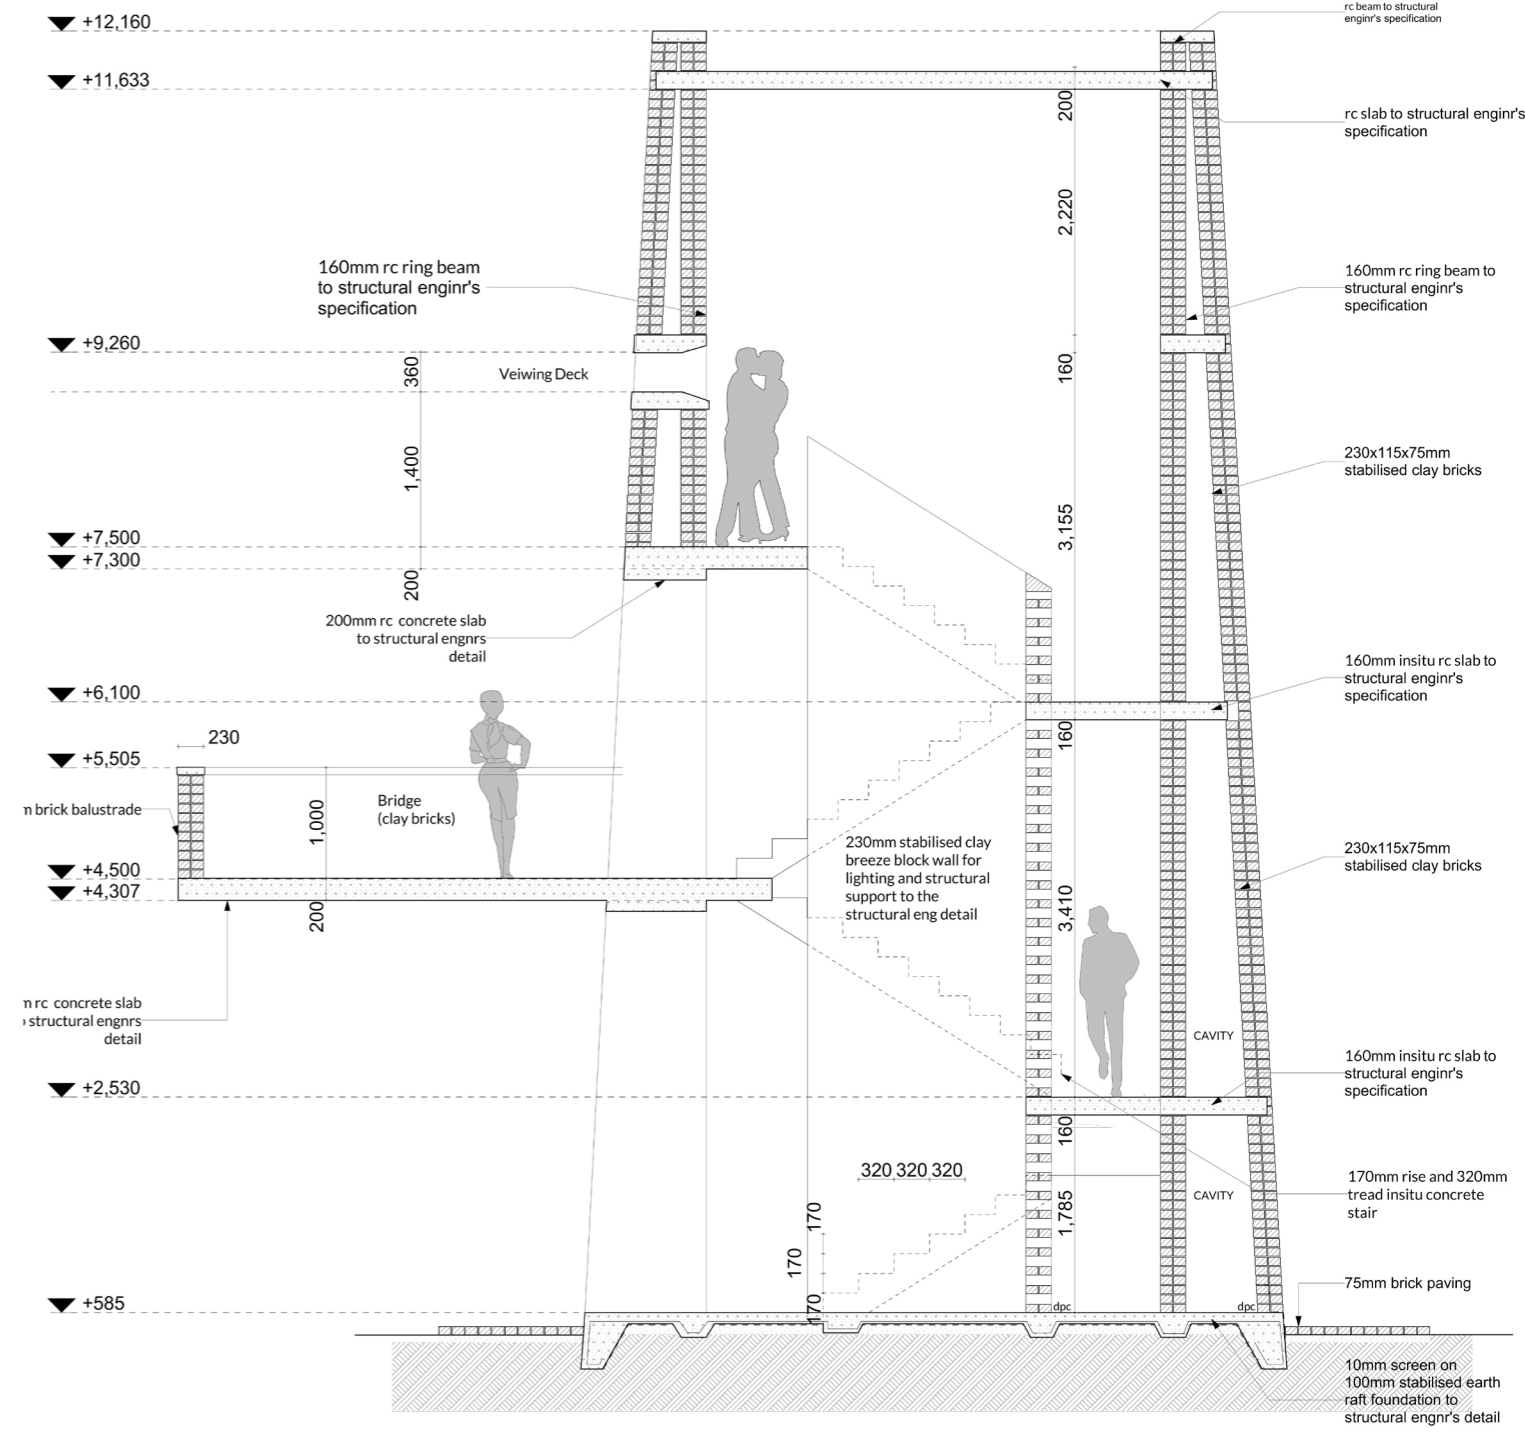 +12,160
rc beam to structural
enginr's specification
+11,633
200
rc slab to structural enginr's
specification
2,220
160mm rc ring beam
to structural enginr's
specification
160mm rc ring beam to
structural enginr's
specification
+9,260
360
Veiwing Deck
160
1,400
230x115x75mm
stabilised clay bricks
3,155
+7,500
+7,300
200
200mm rc concrete slab
to structural engnrs
detail
160mm insitu rc slab to
structural enginr's
specification
+6,100
160
230
+5,505
brick balustrade
1,000
Bridge
(clay bricks)
230mm stabilised clay
breeze block wall for
lighting and structural
support to the
structural eng detail
230x115x75mm
stabilised clay bricks
+4,500
+4,307
200
3,410
rc concrete slab
structural engnrs
detail
CAVITY
160mm insitu rc slab to
structural enginr's
specification
+2,530
160
320 320 320
170mm rise and 320mm
tread insitu concrete
stair
CAVITY
1,785
170
170
170
75mm brick paving
+585
dpc
dpc
10mm screen on
100mm stabilised earth
raft foundation to
structural engnr's detail